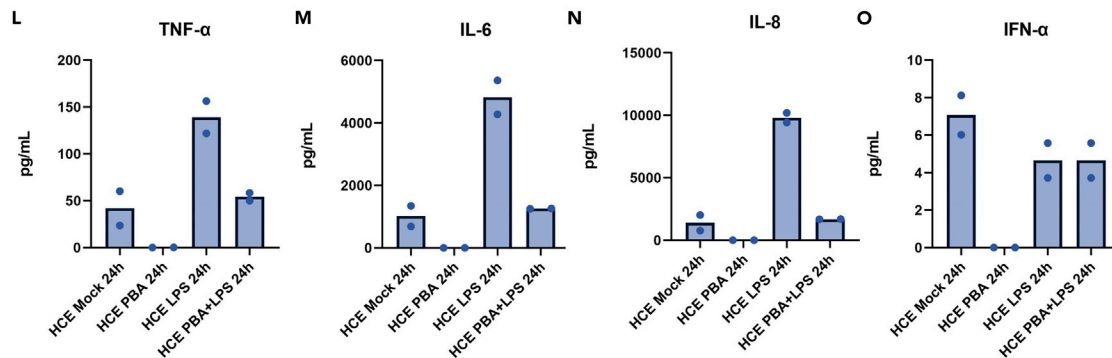 L
TNF-α
pg/mL
200
150
100
50
0
HCE Mock 24h
HCE PBA 24h
HCE LPS 24h
HCE PBA+LPS 24h
M
IL-6
pg/mL
6000
4000
2000
0
HCE Mock 24h
HCE PBA 24h
HCE LPS 24h
HCE PBA+LPS 24h
N
IL-8
pg/mL
15000
10000
5000
0
HCE Mock 24h
HCE PBA 24h
HCE LPS 24h
HCE PBA+LPS 24h
O
IFN-α
pg/mL
10
8
6
4
2
0
HCE Mock 24h
HCE PBA 24h
HCE LPS 24h
HCE PBA+LPS 24h